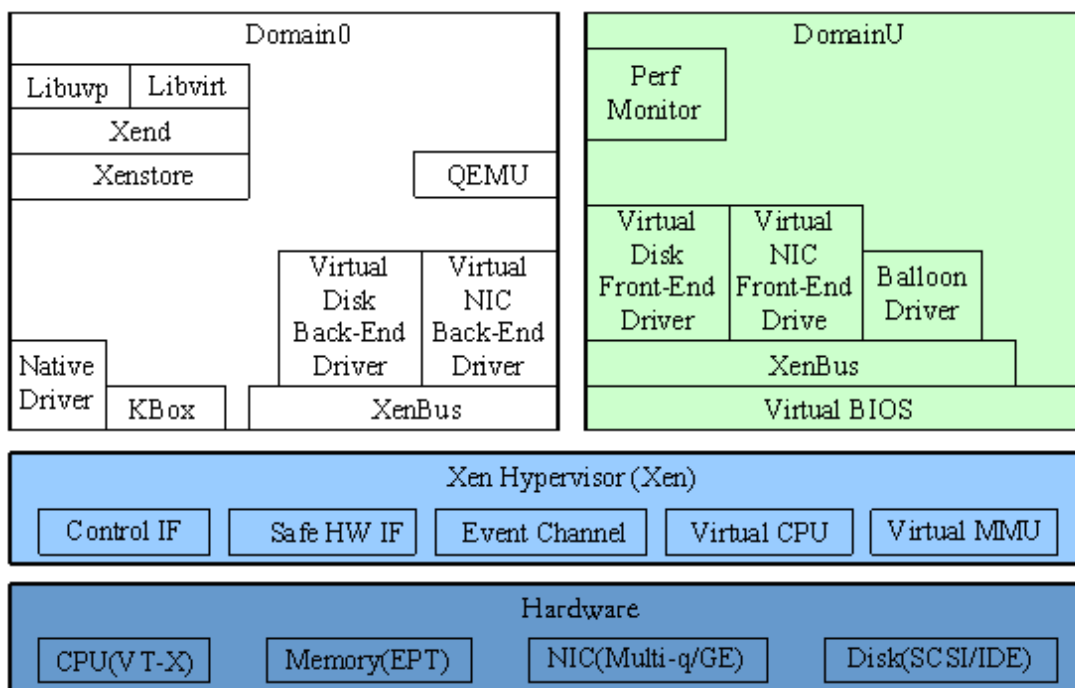 Domain0
Libuvp
Libvirt
Xend
Xenstore
QEMU
Virtual
Disk
Back-End
Driver
Virtual
NIC
Back-End
Driver
Native
Driver
KBox
XenBus
DomainU
Perf
Monitor
Virtual
Disk
Front-End
Driver
Virtual
NIC
Front-End
Drive
Balloon
Driver
XenBus
Virtual BIOS
Xen Hypervisor (Xen)
Control IF
Safe HW IF
Event Channel
Virtual CPU
Virtual MMU
Hardware
CPU(VT-X)
Memory(EPT)
NIC(Multi-q/GE)
Disk(SCSI/IDE)